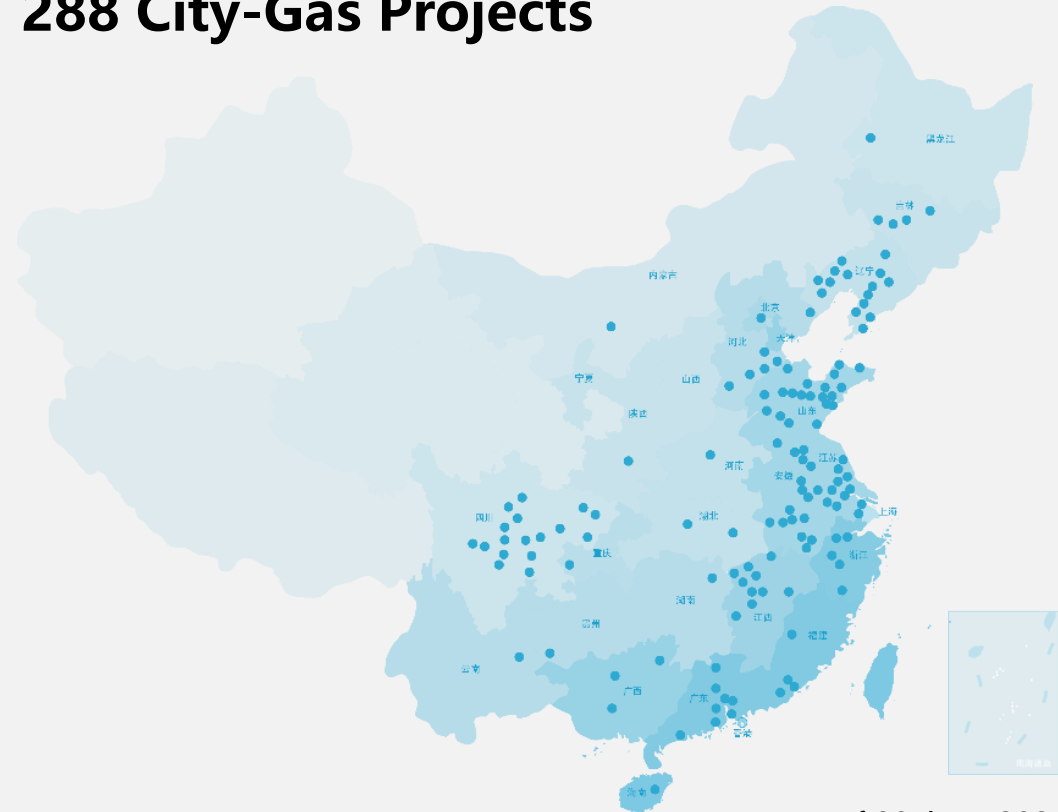 288 City-Gas Projects
黑龙江
吉林
辽宁
内蒙古
北京
天津
河北
宁夏
山西
陕西
山东
河南
江苏
安徽
四川
湖北
上海
重庆
浙江
湖南
江西
贵州
福建
云南
广西
广东
香港
海南